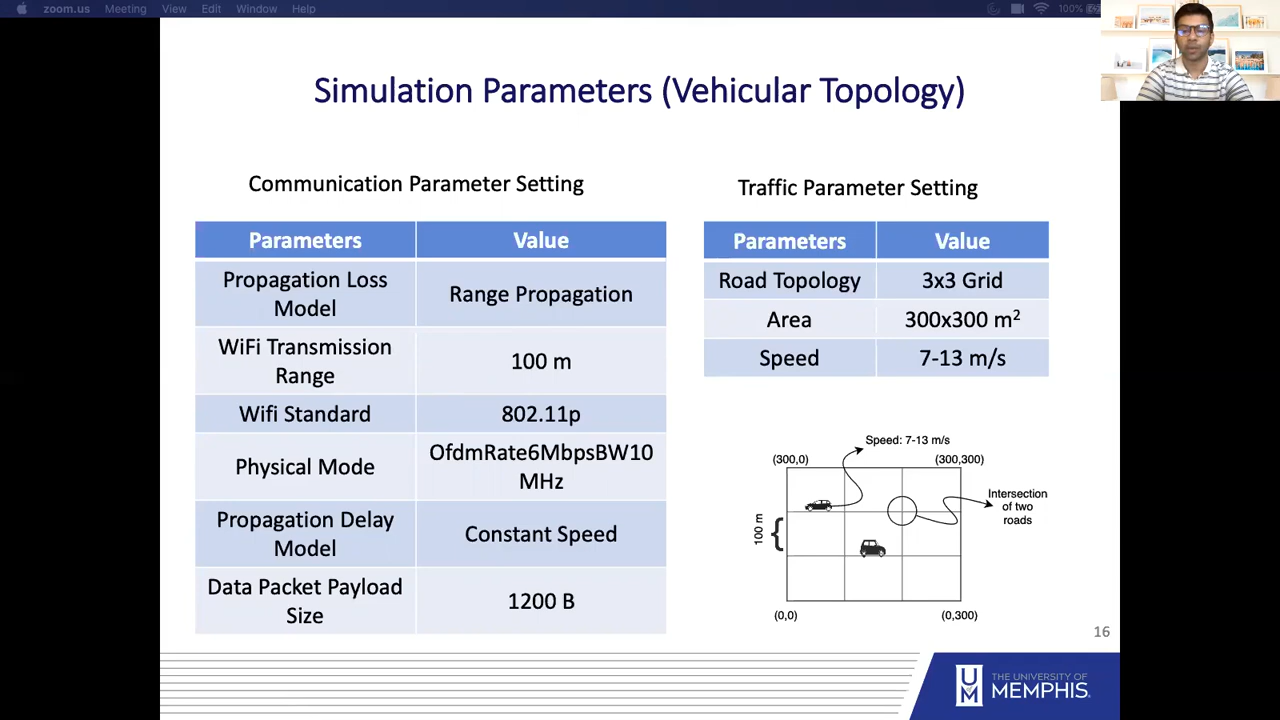 zoom.us Meeting View Edit Window Help 100%
Simulation Parameters (Vehicular Topology)
Communication Parameter Setting
Parameters Value
Propagation Loss Model Range Propagation
WiFi Transmission Range 100 m
Wifi Standard 802.11p
Physical Mode OfdmRate6MbpsBW10 MHz
Propagation Delay Model Constant Speed
Data Packet Payload Size 1200 B
Traffic Parameter Setting
Parameters Value
Road Topology 3x3 Grid
Area 300x300 m²
Speed 7-13 m/s
Speed: 7-13 m/s
(300,0) (300,300)
Intersection
of two
roads
100 m
(0,0) (0,300)
16
UM
THE UNIVERSITY OF
MEMPHIS.